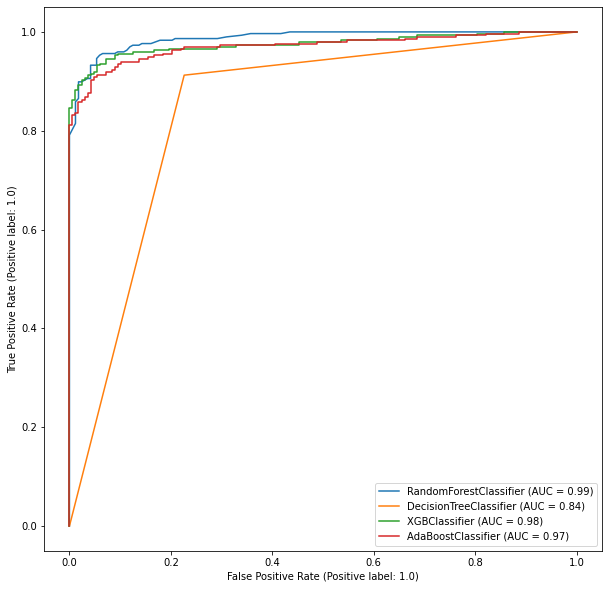 1.0
0.8
0.6
0.4
0.2
0.0
True Positive Rate (Positive label: 1.0)
RandomForestClassifier (AUC = 0.99)
DecisionTreeClassifier (AUC = 0.84)
XGBClassifier (AUC = 0.98)
AdaBoostClassifier (AUC = 0.97)
0.0 0.2 0.4 0.6 0.8 1.0
False Positive Rate (Positive label: 1.0)